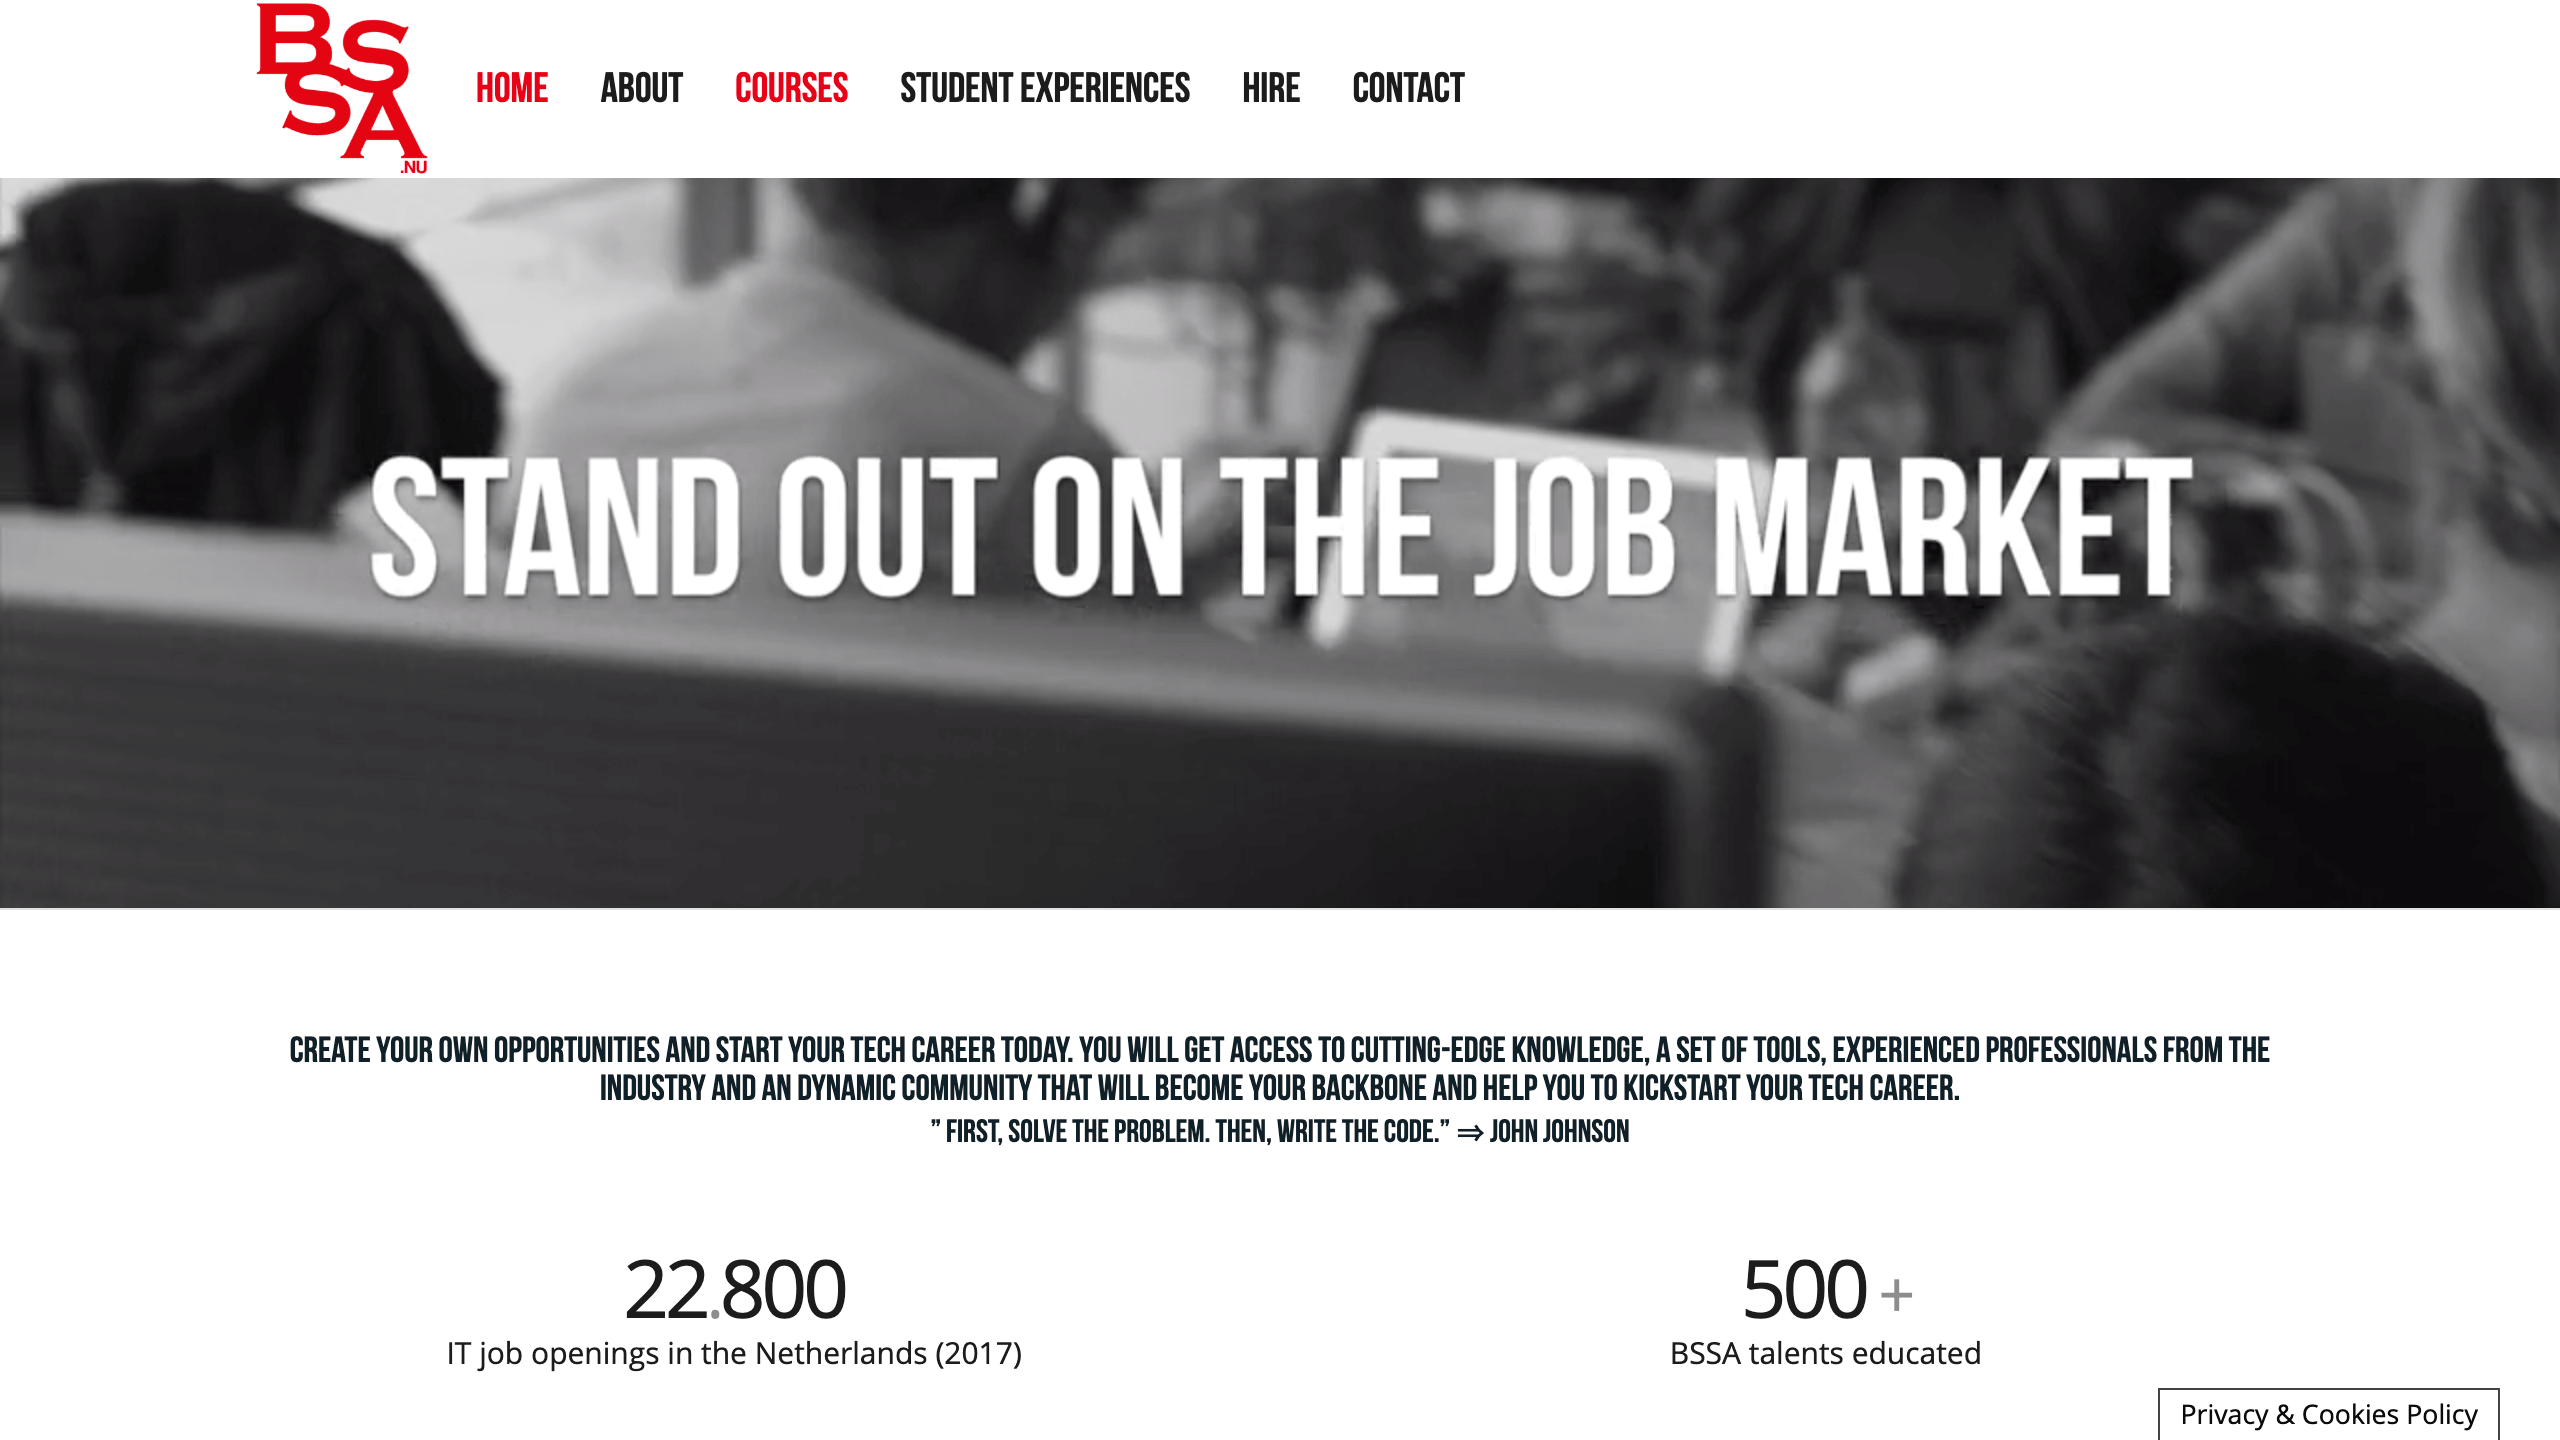 BSSA
.NU
HOME ABOUT COURSES STUDENT EXPERIENCES HIRE CONTACT
STAND OUT ON THE JOB MARKET
CREATE YOUR OWN OPPORTUNITIES AND START YOUR TECH CAREER TODAY. YOU WILL GET ACCESS TO CUTTING-EDGE KNOWLEDGE, A SET OF TOOLS, EXPERIENCED PROFESSIONALS FROM THE
INDUSTRY AND AN DYNAMIC COMMUNITY THAT WILL BECOME YOUR BACKBONE AND HELP YOU TO KICKSTART YOUR TECH CAREER.
” FIRST, SOLVE THE PROBLEM. THEN, WRITE THE CODE.” ⇒ JOHN JOHNSON
22.800
IT job openings in the Netherlands (2017)
500 +
BSSA talents educated
Privacy & Cookies Policy